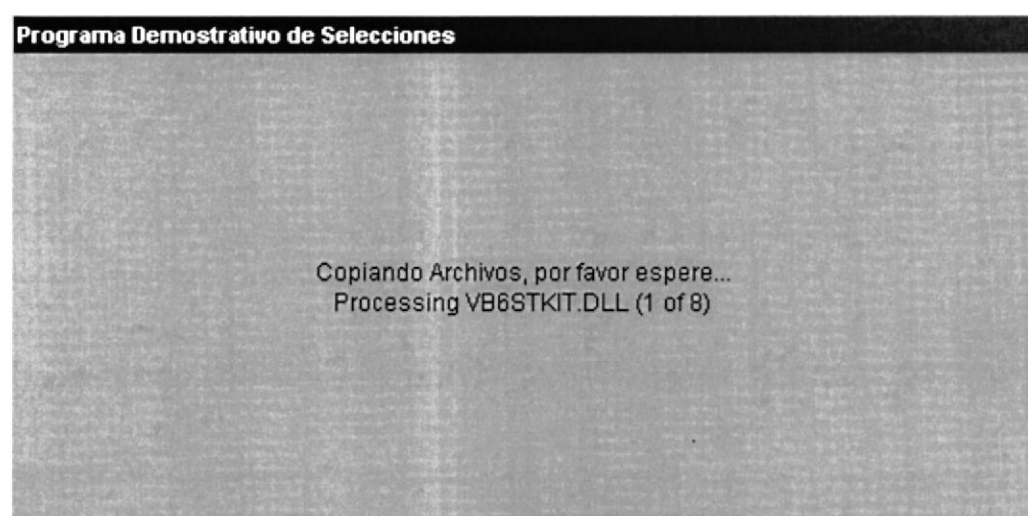 Programa Demostrativo de Selecciones
Copiando Archivos, por favor espere...
Processing VB6STKIT.DLL (1 of 8)